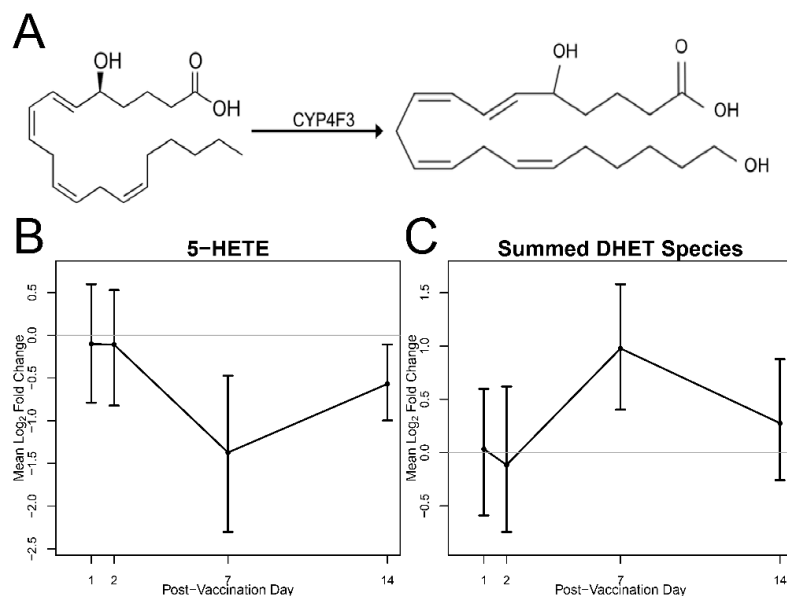 A
OH
O
OH
CYP4F3
OH
O
OH
OH
B
5−HETE
Mean Log2 Fold Change
0.5
0.0
−0.5
−1.0
−1.5
−2.0
−2.5
1 2 7 14
Post−Vaccination Day
C
Summed DHET Species
Mean Log2 Fold Change
1.5
1.0
0.5
0.0
−0.5
1 2 7 14
Post−Vaccination Day